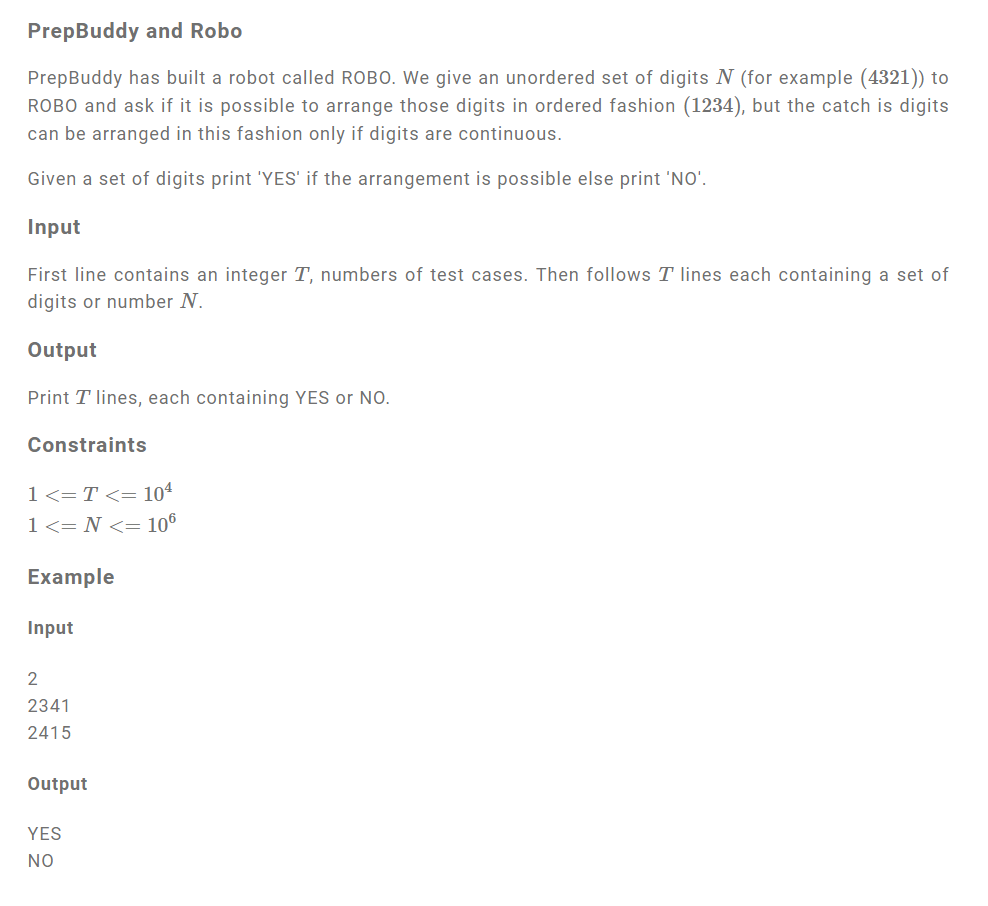 PrepBuddy and Robo
PrepBuddy has built a robot called ROBO. We give an unordered set of digits N (for example (4321)) to
ROBO and ask if it is possible to arrange those digits in ordered fashion (1234), but the catch is digits
can be arranged in this fashion only if digits are continuous.
Given a set of digits print 'YES' if the arrangement is possible else print 'NO'.
Input
First line contains an integer T, numbers of test cases. Then follows T lines each containing a set of
digits or number N.
Output
Print T lines, each containing YES or NO.
Constraints
1 <= T <= 10^4
1 <= N <= 10^6
Example
Input
2
2341
2415
Output
YES
NO